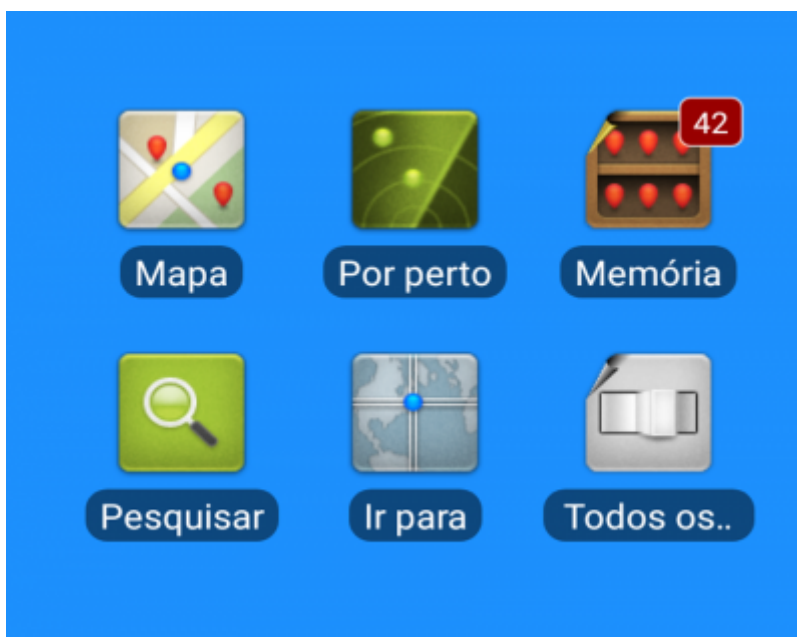 42
Mapa
Por perto
Memória
Pesquisar
Ir para
Todos os..